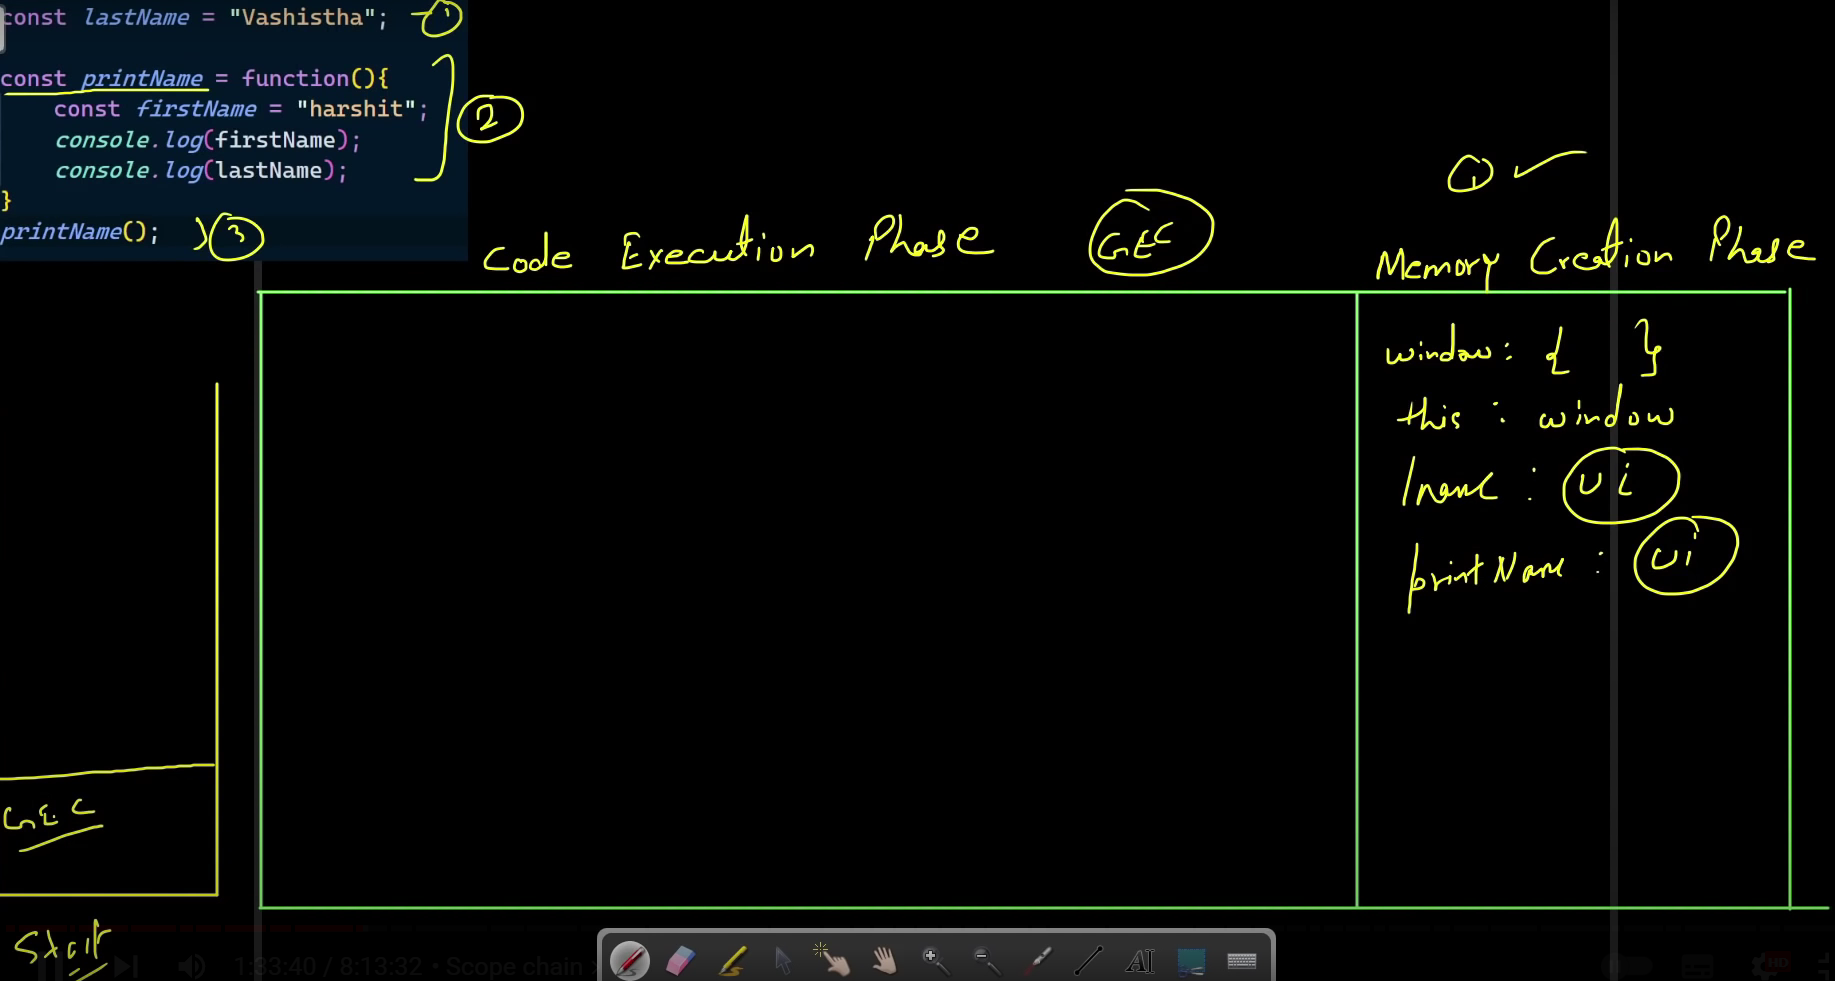 const lastName = "Vashistha"; 1
const printName = function(){
const firstName = "harshit";
console.log(firstName);
console.log(lastName);
2
}
printName(); 3
1
Code Execution Phase GEC Memory Creation Phase
window: { }
this : window
lname : ui
printName : ui
GEC
1:33:40 / 8:13:32 • Scope chain
AI
HD